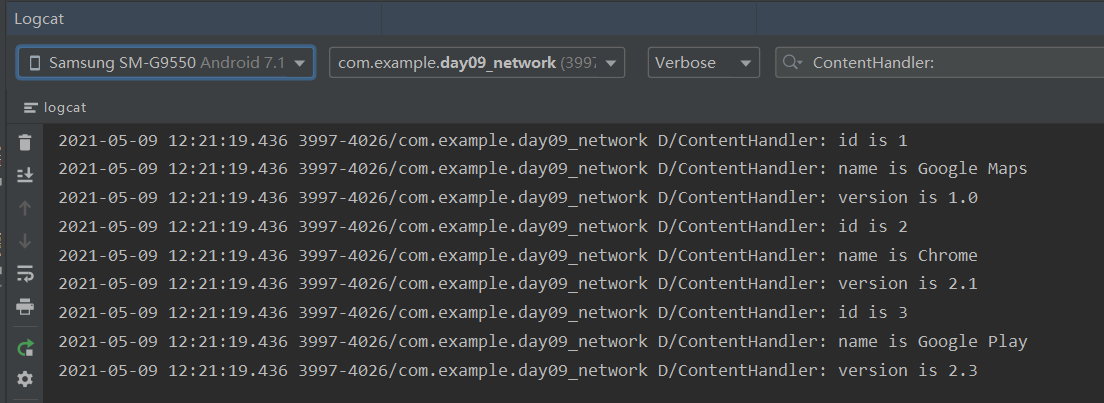 Logcat
Samsung SM-G9550 Android 7.1 com.example.day09_network (3997 Verbose ContentHandler:
logcat
2021-05-09 12:21:19.436 3997-4026/com.example.day09_network D/ContentHandler: id is 1
2021-05-09 12:21:19.436 3997-4026/com.example.day09_network D/ContentHandler: name is Google Maps
2021-05-09 12:21:19.436 3997-4026/com.example.day09_network D/ContentHandler: version is 1.0
2021-05-09 12:21:19.436 3997-4026/com.example.day09_network D/ContentHandler: id is 2
2021-05-09 12:21:19.436 3997-4026/com.example.day09_network D/ContentHandler: name is Chrome
2021-05-09 12:21:19.436 3997-4026/com.example.day09_network D/ContentHandler: version is 2.1
2021-05-09 12:21:19.436 3997-4026/com.example.day09_network D/ContentHandler: id is 3
2021-05-09 12:21:19.436 3997-4026/com.example.day09_network D/ContentHandler: name is Google Play
2021-05-09 12:21:19.436 3997-4026/com.example.day09_network D/ContentHandler: version is 2.3